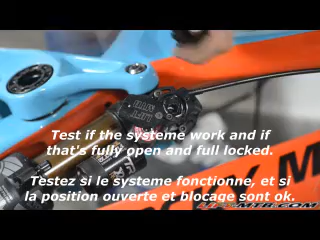 Test if the systeme work and if
that's fully open and full locked.
Testez si le systeme fonctionne, et si
la position ouverte et blocage sont ok.